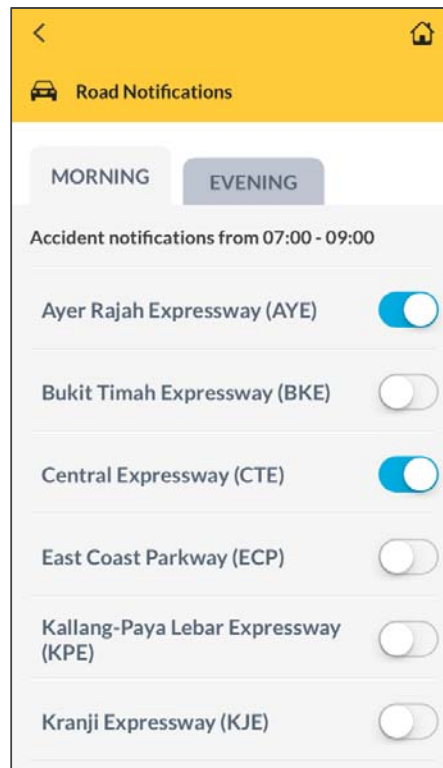 Road Notifications
MORNING
EVENING
Accident notifications from 07:00 - 09:00
Ayer Rajah Expressway (AYE)
Bukit Timah Expressway (BKE)
Central Expressway (CTE)
East Coast Parkway (ECP)
Kallang-Paya Lebar Expressway
(KPE)
Kranji Expressway (KJE)